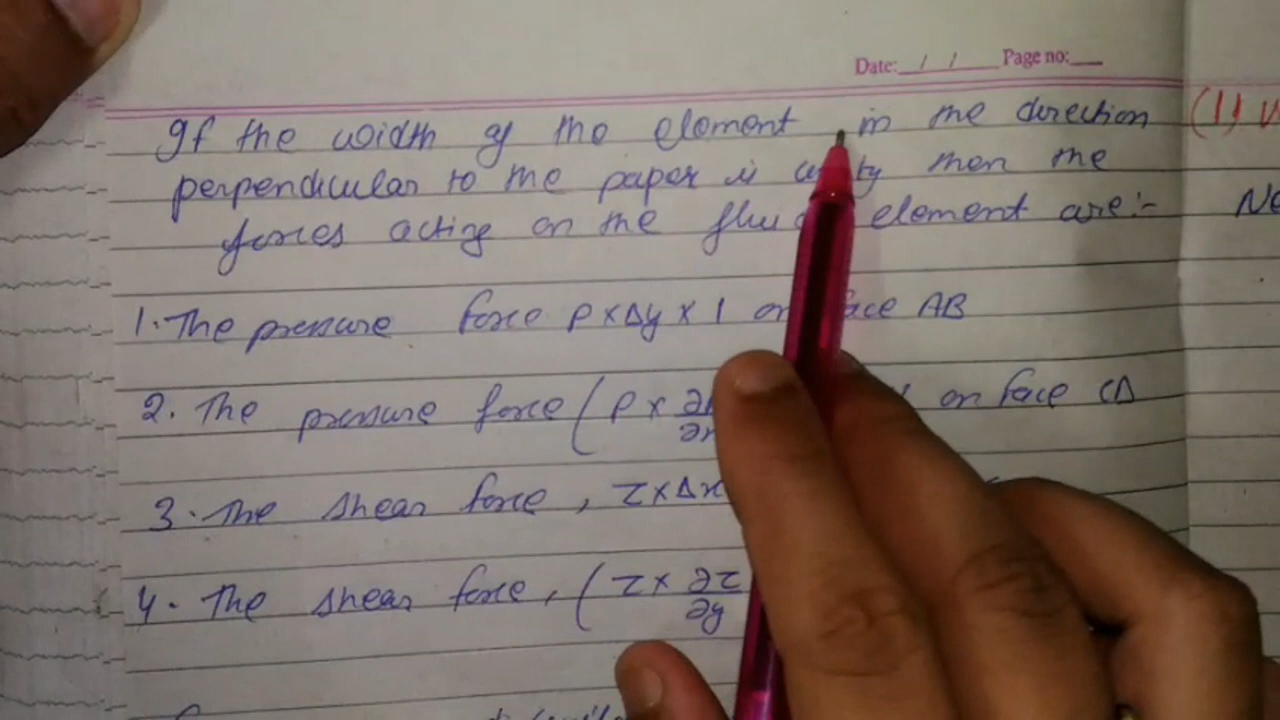 Date: / / Page no:
If the width of the element in the direction (1)
perpendicular to the paper is unity then the
forces acting on the fluid element are:-
1. The pressure force P x Δy x 1 on face AB
2. The pressure force ( P x on face CD
3. The shear force , τ x Δx
4. The shear force , ( τ x ∂τ/∂y